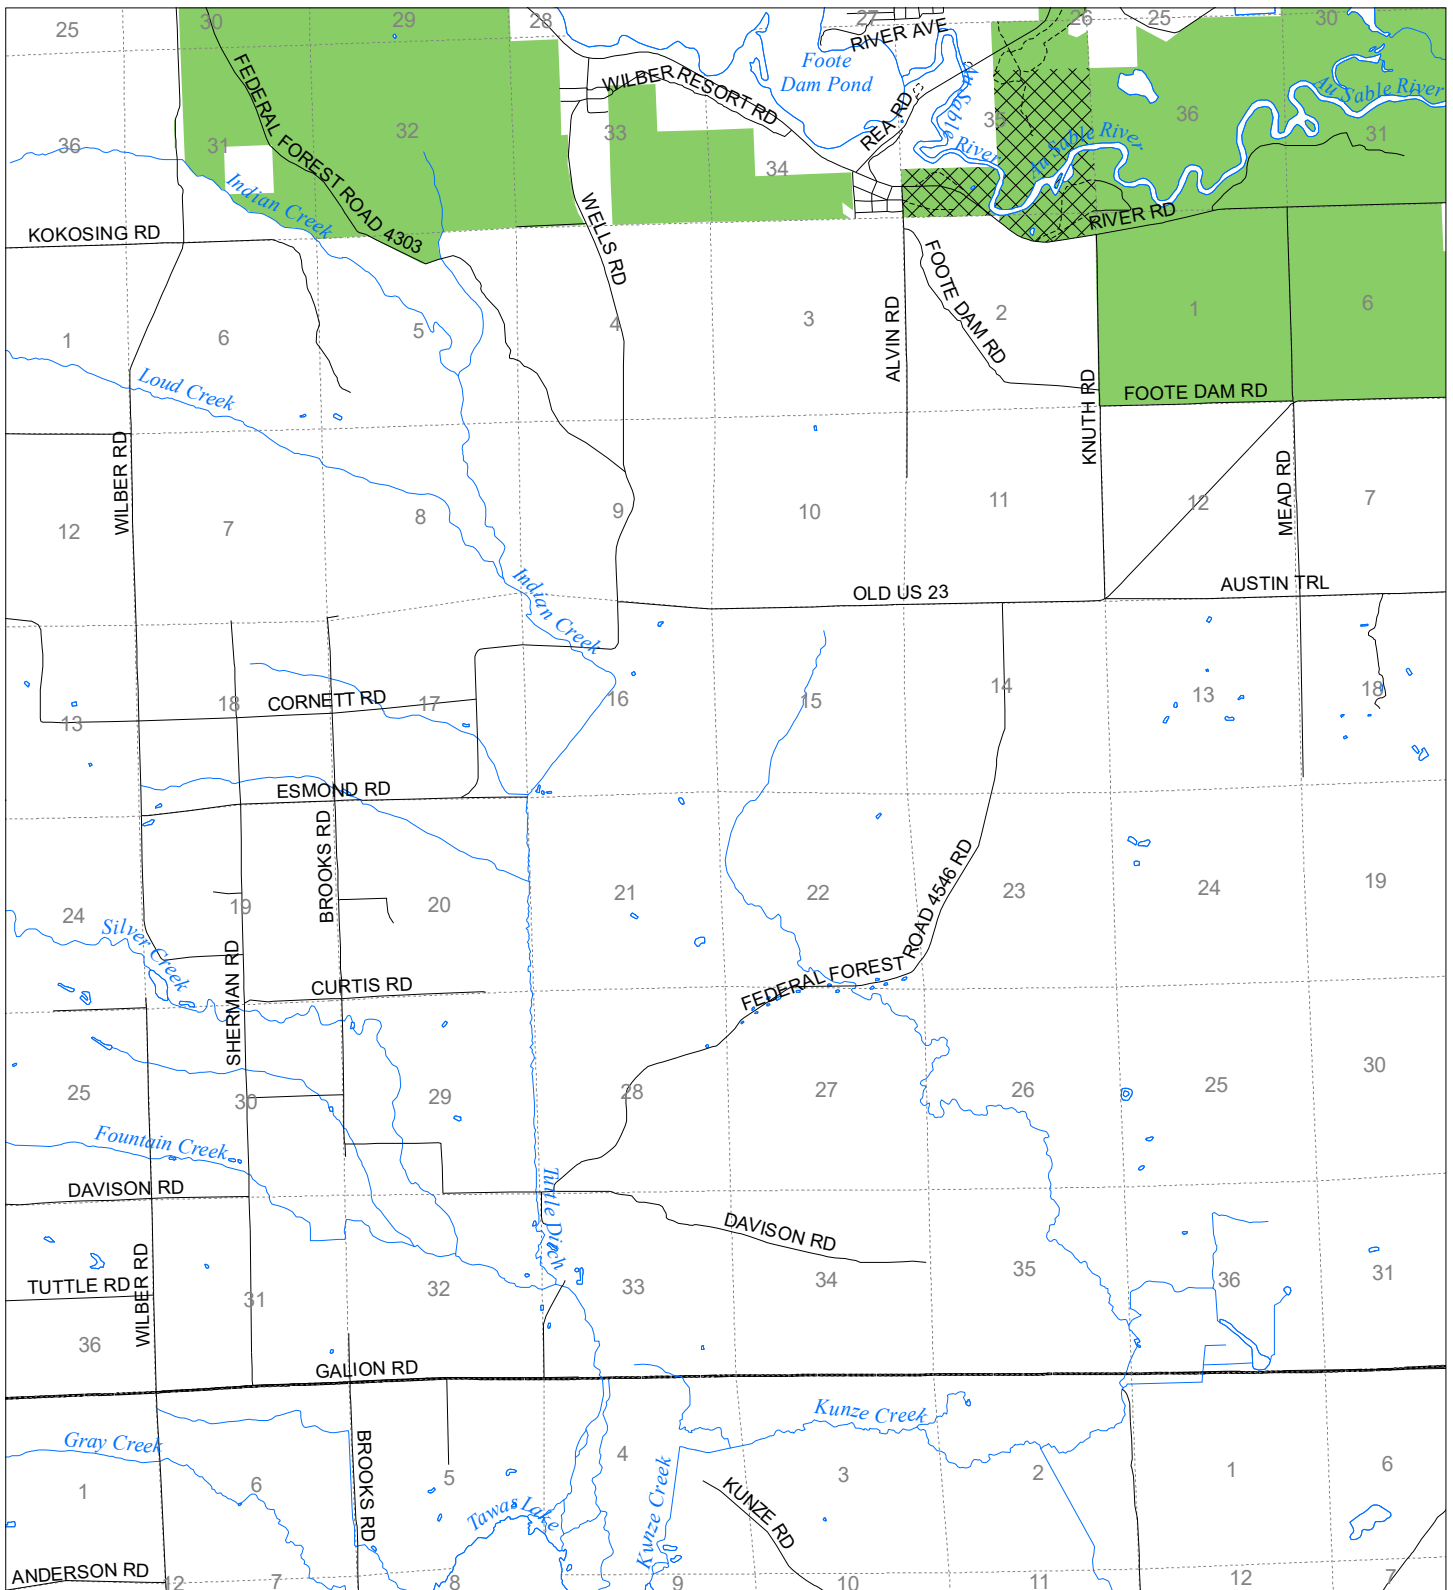 25
30
29
28
27
26
25
30
RIVER AVE
Foote
Dam Pond
WILBER RESORT RD
FEDERAL FOREST ROAD 4303
REA RD
Au Sable River
Au Sable River
Au Sable River
36
31
32
33
34
35
36
31
Indian Creek
WELLS RD
RIVER RD
KOKOSING RD
FOOTE DAM RD
ALVIN RD
1
6
5
4
3
2
1
6
Loud Creek
KNUTH RD
FOOTE DAM RD
WILBER RD
MEAD RD
12
7
8
9
10
11
12
7
Indian Creek
OLD US 23
AUSTIN TRL
13
18
CORNETT RD
17
16
15
14
13
18
ESMOND RD
BROOKS RD
24
19
20
21
22
23
24
19
Silver Creek
SHERMAN RD
CURTIS RD
FEDERAL FOREST ROAD 4546 RD
25
30
29
28
27
26
25
30
Fountain Creek
DAVISON RD
Tuttle Ditch
DAVISON RD
TUTTLE RD
WILBER RD
31
32
33
34
35
36
31
36
GALION RD
Gray Creek
BROOKS RD
Kunze Creek
Kunze Creek
1
6
5
4
3
2
1
6
Tawas Lake
KUNZE RD
ANDERSON RD
12
7
8
9
10
11
12
7